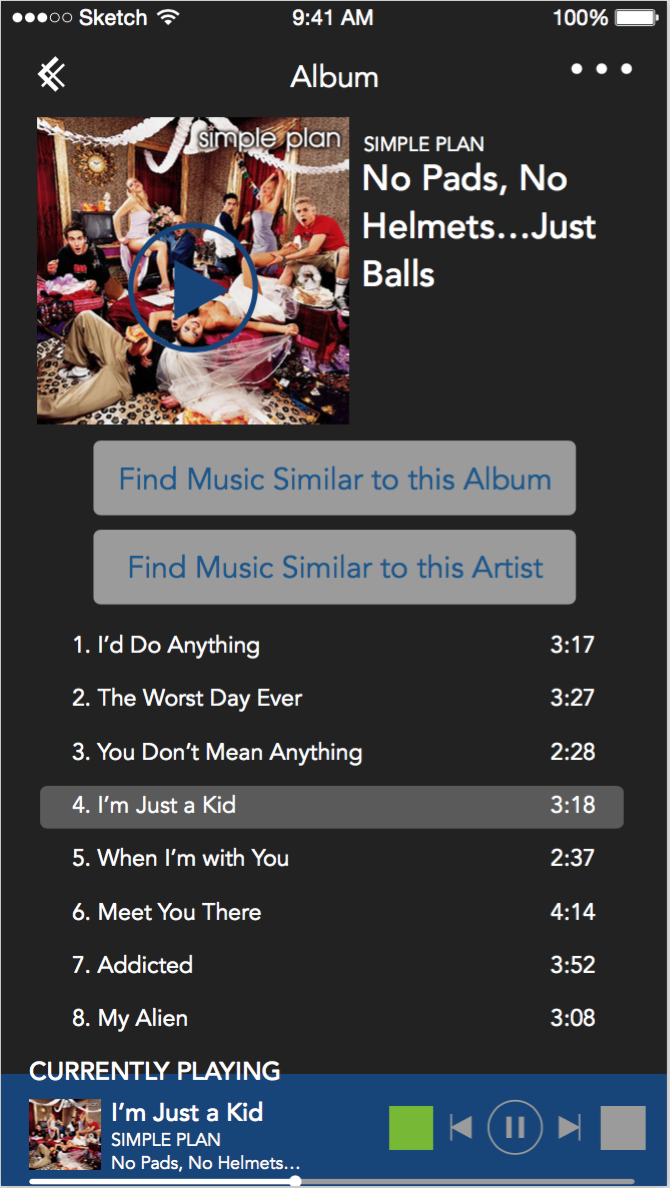 Sketch 9:41 AM 100%
Album
simple plan
SIMPLE PLAN
No Pads, No
Helmets...Just
Balls
Find Music Similar to this Album
Find Music Similar to this Artist
1. I’d Do Anything 3:17
2. The Worst Day Ever 3:27
3. You Don’t Mean Anything 2:28
4. I’m Just a Kid 3:18
5. When I’m with You 2:37
6. Meet You There 4:14
7. Addicted 3:52
8. My Alien 3:08
CURRENTLY PLAYING
I’m Just a Kid
SIMPLE PLAN
No Pads, No Helmets...